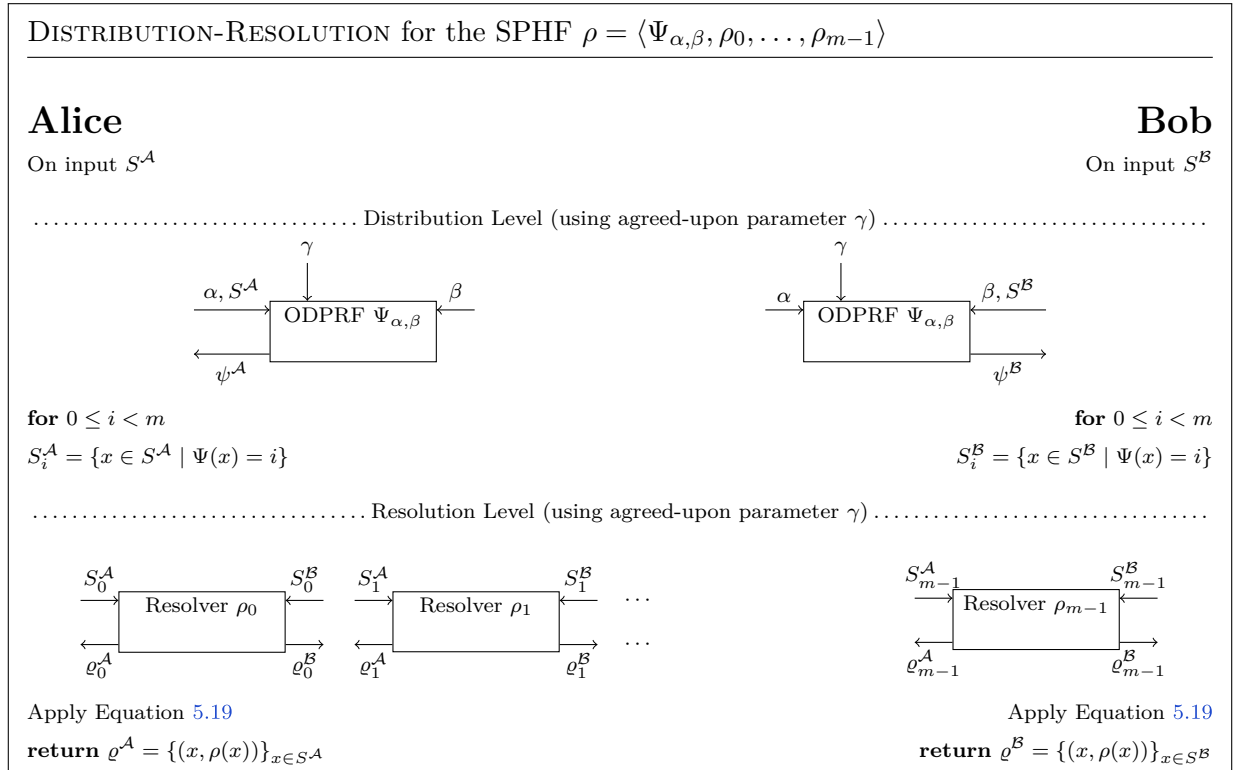 DISTRIBUTION-RESOLUTION for the SPHF ρ = ⟨Ψ_{α,β}, ρ_0, . . . , ρ_{m−1}⟩
Alice Bob
On input S^𝒜 On input S^ℬ
Distribution Level (using agreed-upon parameter γ)
γ γ
α, S^𝒜 β α β, S^ℬ
ODPRF Ψ_{α,β} ODPRF Ψ_{α,β}
ψ^𝒜 ψ^ℬ
for 0 ≤ i < m for 0 ≤ i < m
S_i^𝒜 = {x ∈ S^𝒜 | Ψ(x) = i} S_i^ℬ = {x ∈ S^ℬ | Ψ(x) = i}
Resolution Level (using agreed-upon parameter γ)
S_0^𝒜 S_0^ℬ S_1^𝒜 S_1^ℬ . . . S_{m−1}^𝒜 S_{m−1}^ℬ
Resolver ρ_0 Resolver ρ_1 Resolver ρ_{m−1}
ϱ_0^𝒜 ϱ_0^ℬ ϱ_1^𝒜 ϱ_1^ℬ . . . ϱ_{m−1}^𝒜 ϱ_{m−1}^ℬ
Apply Equation 5.19 Apply Equation 5.19
return ϱ^𝒜 = {(x, ρ(x))}_{x∈S^𝒜} return ϱ^ℬ = {(x, ρ(x))}_{x∈S^ℬ}